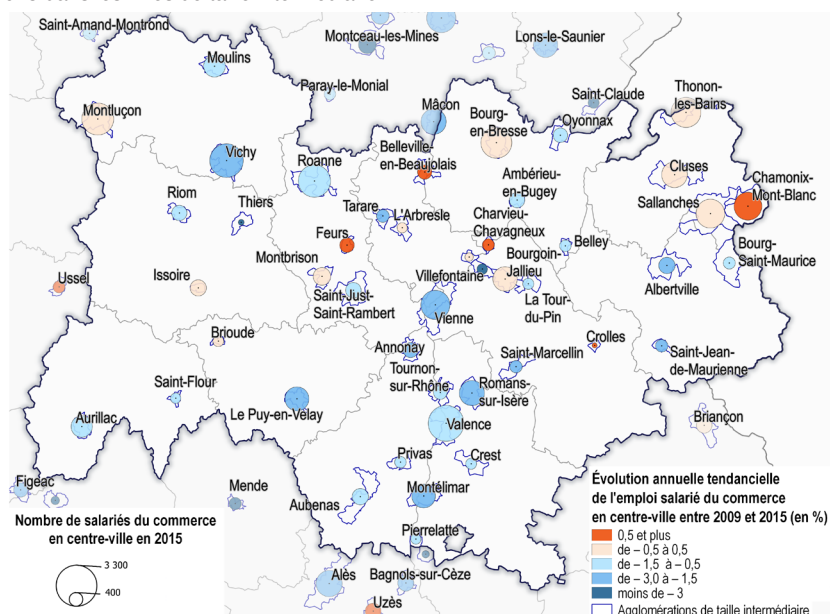 Saint-Amand-Montrond
Montceau-les-Mines
Lons-le-Saunier
Moulins
Paray-le-Monial
Saint-Claude
Thonon-
les-Bains
Montluçon
Mâcon
Bourg-
en-Bresse
Oyonnax
Vichy
Roanne
Belleville-
en-Beaujolais
Cluses
Chamonix-
Mont-Blanc
Ambérieu-
en-Bugey
Sallanches
Riom
Thiers
Tarare
L'Arbresle
Charvieu-
Chavagneux
Feurs
Belley
Bourg-
Saint-Maurice
Montbrison
Bourgoin-
Jallieu
Villefontaine
Ussel
Issoire
Saint-Just-
Saint-Rambert
Albertville
La Tour-
du-Pin
Vienne
Brioude
Crolles
Annonay
Saint-Marcellin
Saint-Jean-
de-Maurienne
Tournon-
sur-Rhône
Saint-Flour
Romans-
sur-Isère
Le Puy-en-Velay
Aurillac
Valence
Briançon
Privas
Crest
Figeac
Mende
Montélimar
Aubenas
Pierrelatte
Alès
Bagnols-sur-Cèze
Uzès
Nombre de salariés du commerce
en centre-ville en 2015
3 300
400
Évolution annuelle tendancielle
de l'emploi salarié du commerce
en centre-ville entre 2009 et 2015 (en %)
0,5 et plus
de – 0,5 à 0,5
de – 1,5 à – 0,5
de – 3,0 à – 1,5
moins de – 3
Agglomérations de taille intermédiaire